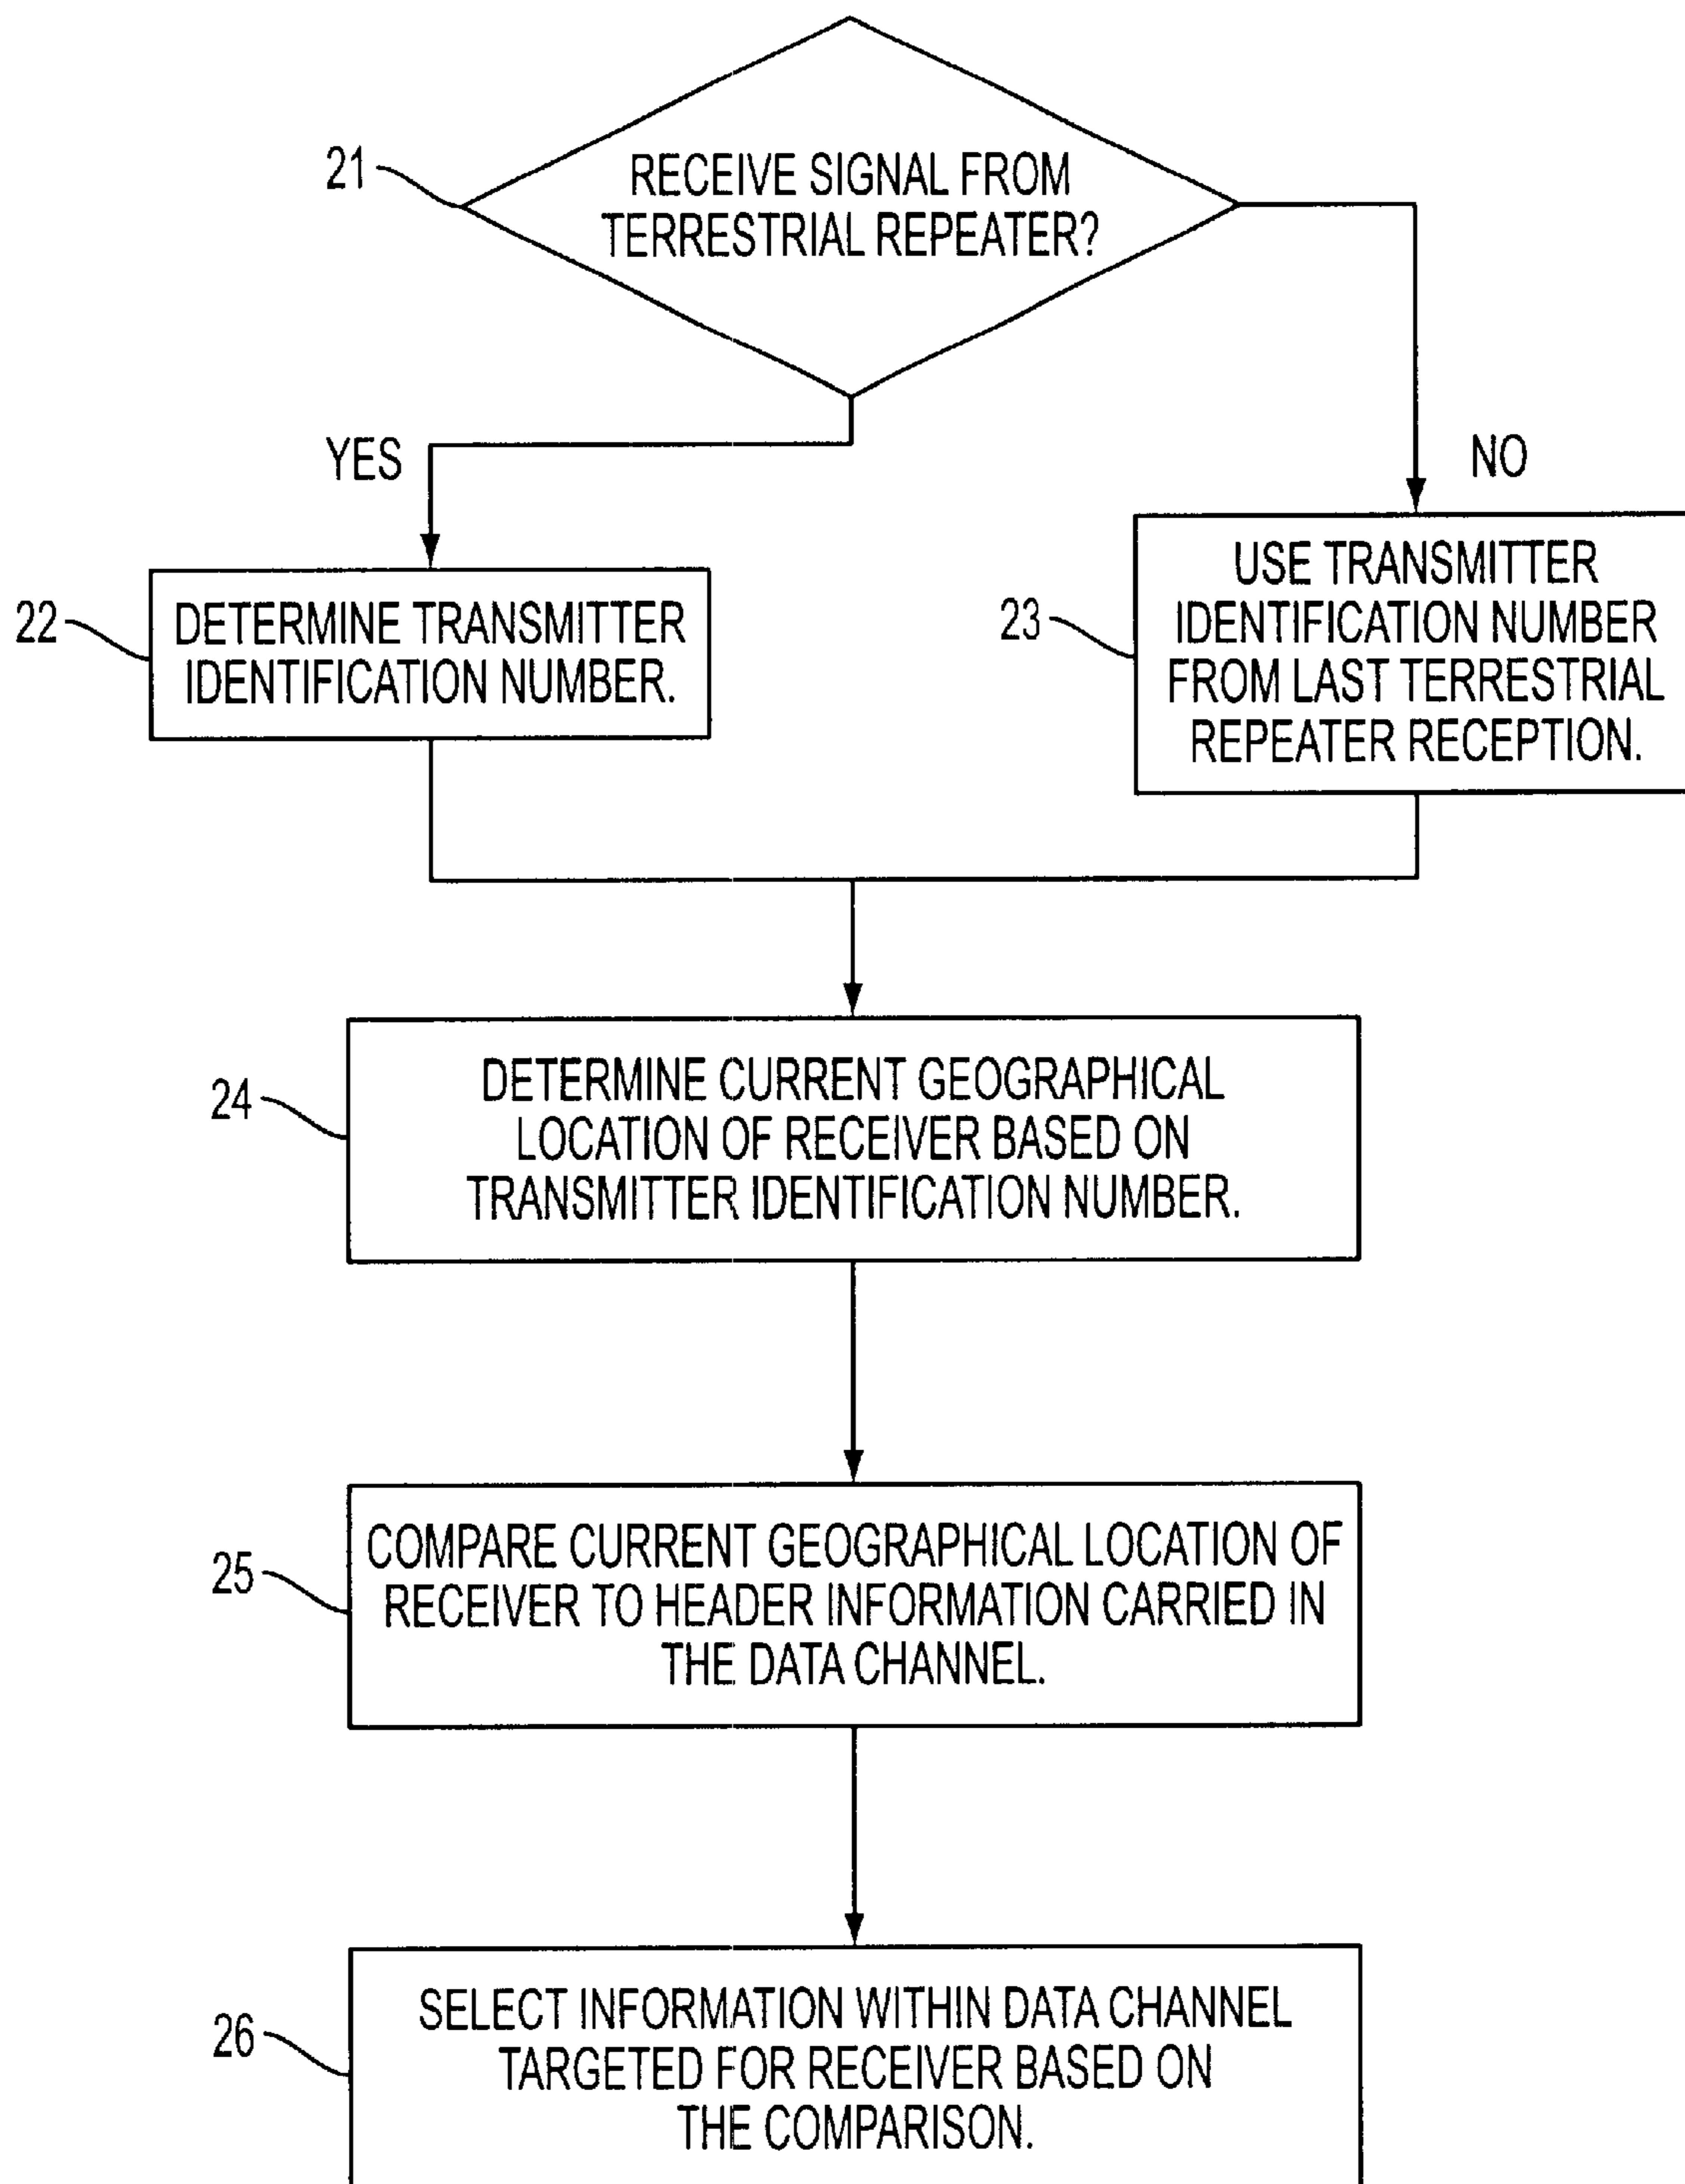 21
RECEIVE SIGNAL FROM
TERRESTRIAL REPEATER?
YES
NO
22
DETERMINE TRANSMITTER
IDENTIFICATION NUMBER.
23
USE TRANSMITTER
IDENTIFICATION NUMBER
FROM LAST TERRESTRIAL
REPEATER RECEPTION.
24
DETERMINE CURRENT GEOGRAPHICAL
LOCATION OF RECEIVER BASED ON
TRANSMITTER IDENTIFICATION NUMBER.
25
COMPARE CURRENT GEOGRAPHICAL LOCATION OF
RECEIVER TO HEADER INFORMATION CARRIED IN
THE DATA CHANNEL.
26
SELECT INFORMATION WITHIN DATA CHANNEL
TARGETED FOR RECEIVER BASED ON
THE COMPARISON.